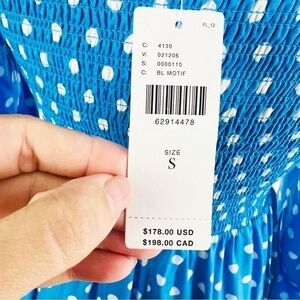 FL_12
C: 4130
V: 021206
S: 0000110
C: BL MOTIF
62914478
SIZE
S
$178.00 USD
$198.00 CAD